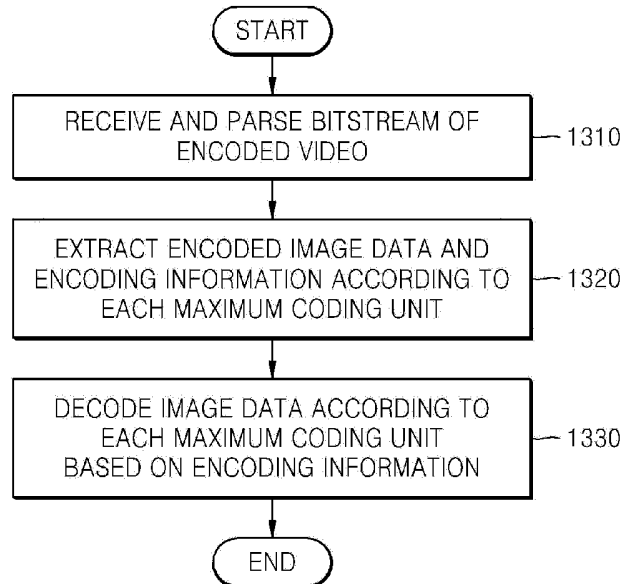 START
RECEIVE AND PARSE BITSTREAM OF
ENCODED VIDEO
1310
EXTRACT ENCODED IMAGE DATA AND
ENCODING INFORMATION ACCORDING TO
EACH MAXIMUM CODING UNIT
1320
DECODE IMAGE DATA ACCORDING TO
EACH MAXIMUM CODING UNIT
BASED ON ENCODING INFORMATION
1330
END